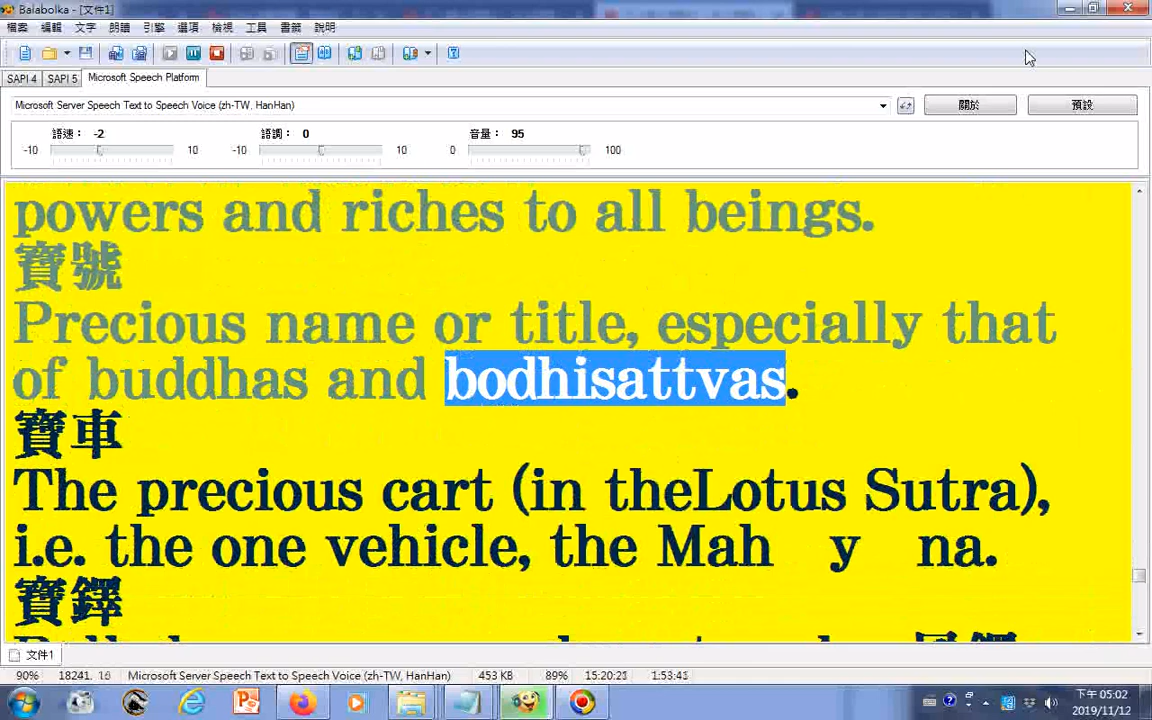 Balabolka - [文件1]
檔案 編輯 文字 朗讀 引擎 選項 檢視 工具 書籤 說明
SAPI 4 SAPI 5 Microsoft Speech Platform
Microsoft Server Speech Text to Speech Voice (zh-TW, HanHan) 關於 預設
語速： -2 語調： 0 音量： 95
-10 10 -10 10 0 100
powers and riches to all beings.
寶號
Precious name or title, especially that
of buddhas and bodhisattvas.
寶車
The precious cart (in theLotus Sutra),
i.e. the one vehicle, the Mah y na.
寶鐸
文件1
90% 18241, 16 Microsoft Server Speech Text to Speech Voice (zh-TW, HanHan) 453 KB 89% 15:20:21 1:53:41
下午 05:02
2019/11/12